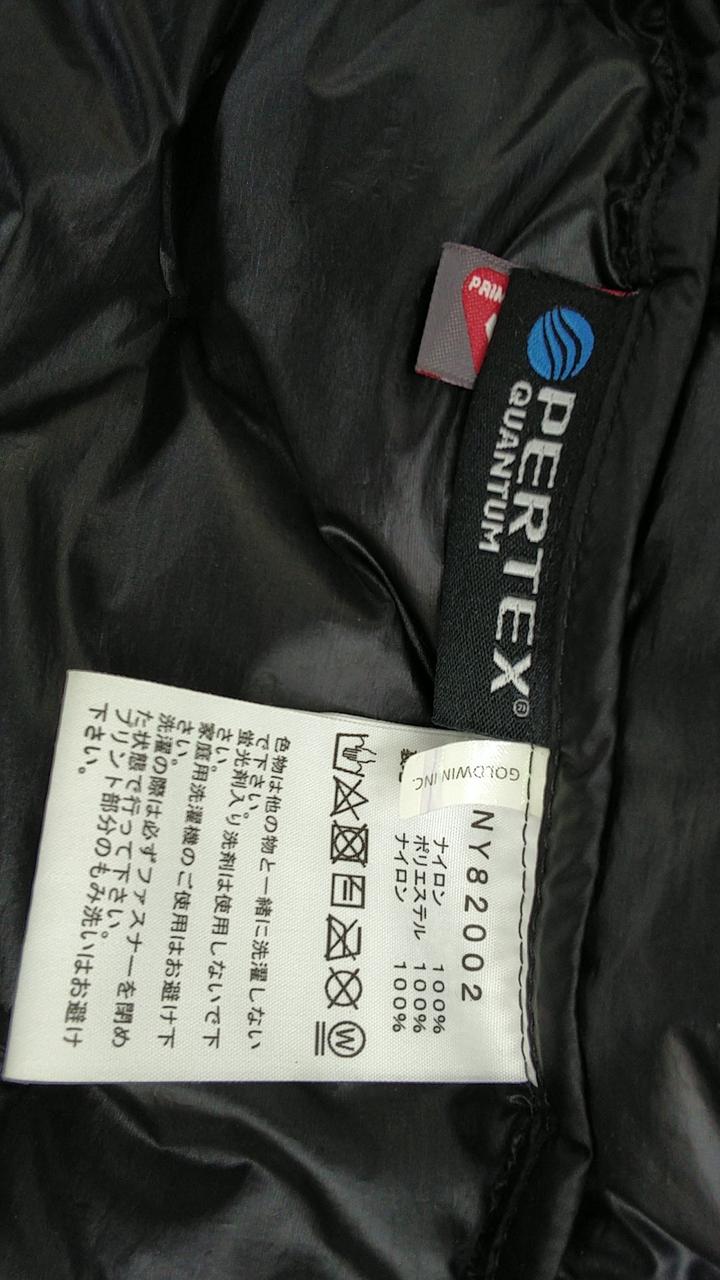 PRIM
PERTEX®
QUANTUM
GOLDWIN INC.
NY82002
ナイロン 100%
ポリエステル 100%
ナイロン 100%
W
色物は他の物と一緒に洗濯しない
で下さい。
蛍光剤入り洗剤は使用しないで下
さい。
家庭用洗濯機のご使用はお避け下
さい。
洗濯の際は必ずファスナーを閉め
た状態で行って下さい。
プリント部分のもみ洗いはお避け
下さい。